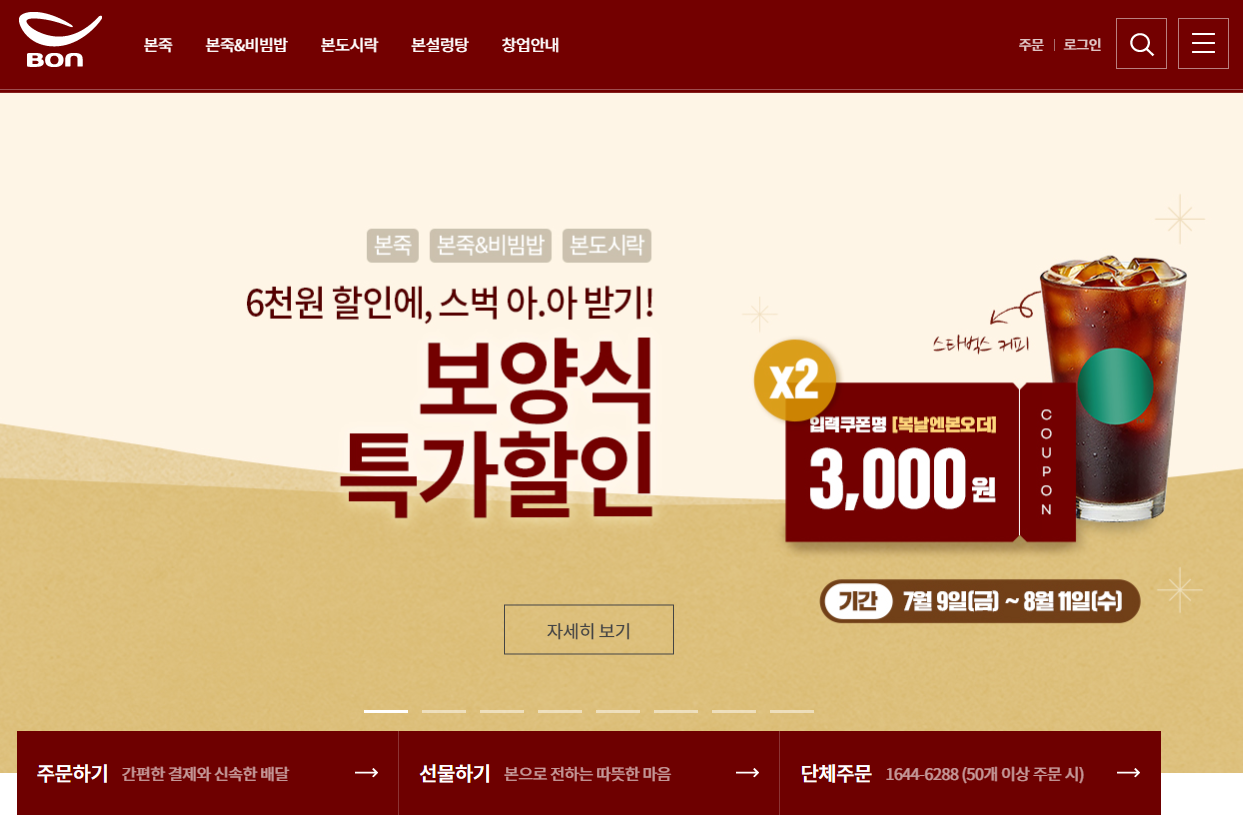 BON
본죽 본죽&비빔밥 본도시락 본설렁탕 창업안내
주문 로그인
본죽 본죽&비빔밥 본도시락
6천원 할인에, 스벅 아.아 받기!
보양식
특가할인
스타벅스 커피
x2
입력쿠폰명 [복날엔본오더]
3,000원
COUPON
기간 7월 9일(금) ~ 8월 11일(수)
자세히 보기
주문하기 간편한 결제와 신속한 배달
선물하기 본으로 전하는 따뜻한 마음
단체주문 1644-6288 (50개 이상 주문 시)